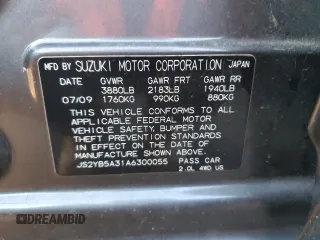 MFD BY SUZUKI MOTOR CORPORATION JAPAN
DATE GVWR GAWR FRT GAWR RR
3880LB 2183LB 1940LB
07/09 1760KG 990KG 880KG
THIS VEHICLE CONFORMS TO ALL
APPLICABLE FEDERAL MOTOR
VEHICLE SAFETY, BUMPER AND
THEFT PREVENTION STANDARDS
IN EFFECT ON THE DATE OF
MANUFACTURE SHOWN ABOVE.
JS2YB5A31A6300055 PASS CAR
2.0L 4WD US
DREAMBID